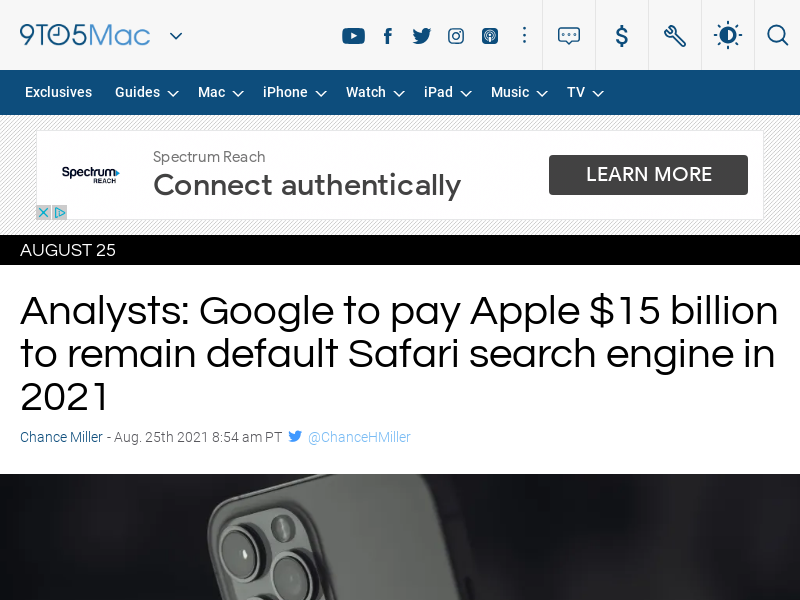 9TO5Mac
Exclusives Guides Mac iPhone Watch iPad Music TV
Spectrum
REACH
Spectrum Reach
Connect authentically
LEARN MORE
AUGUST 25
Analysts: Google to pay Apple $15 billion
to remain default Safari search engine in
2021
Chance Miller - Aug. 25th 2021 8:54 am PT @ChanceHMiller